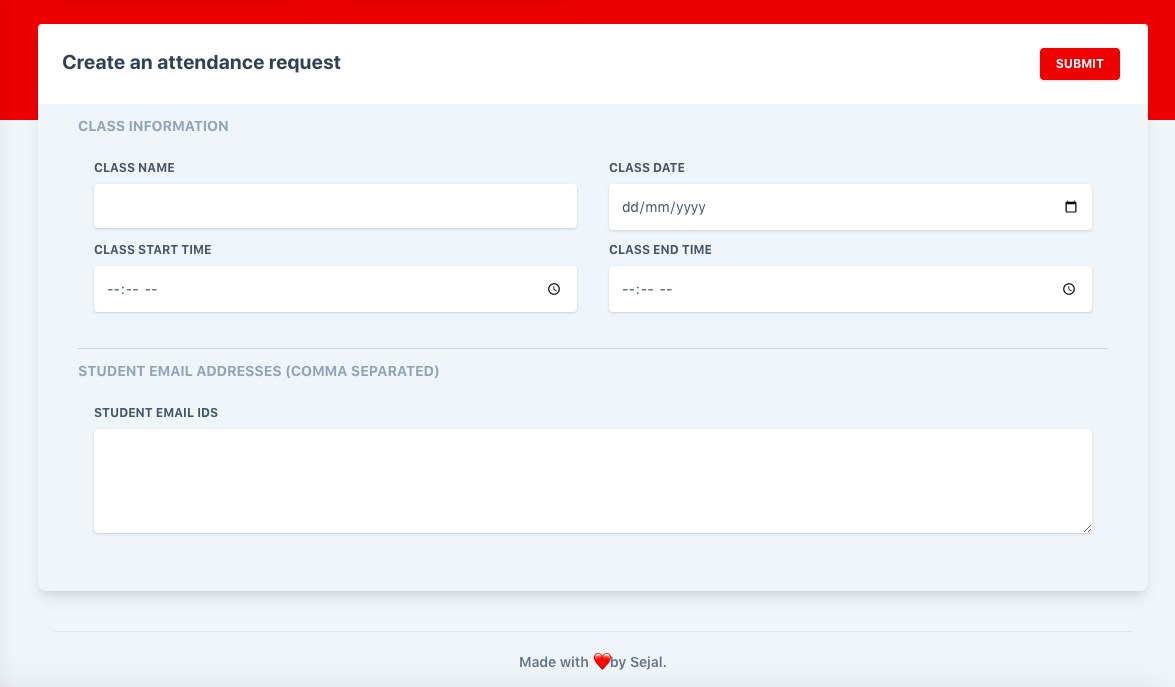 Create an attendance request
SUBMIT
CLASS INFORMATION
CLASS NAME
CLASS DATE
dd/mm/yyyy
CLASS START TIME
CLASS END TIME
--:-- --
--:-- --
STUDENT EMAIL ADDRESSES (COMMA SEPARATED)
STUDENT EMAIL IDS
Made with ❤️by Sejal.